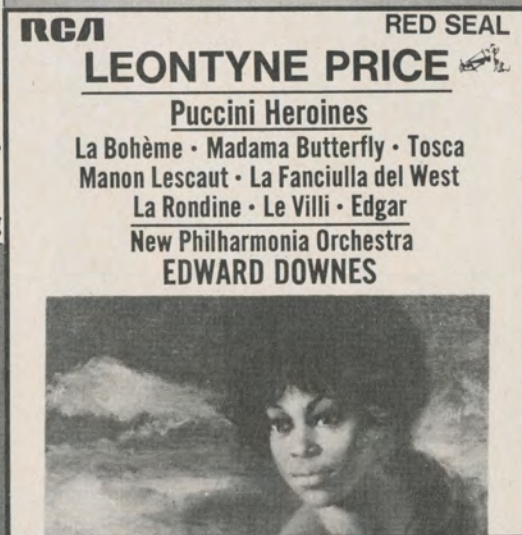 RCA RED SEAL
LEONTYNE PRICE
Puccini Heroines
La Bohème • Madama Butterfly • Tosca
Manon Lescaut • La Fanciulla del West
La Rondine • Le Villi • Edgar
New Philharmonia Orchestra
EDWARD DOWNES